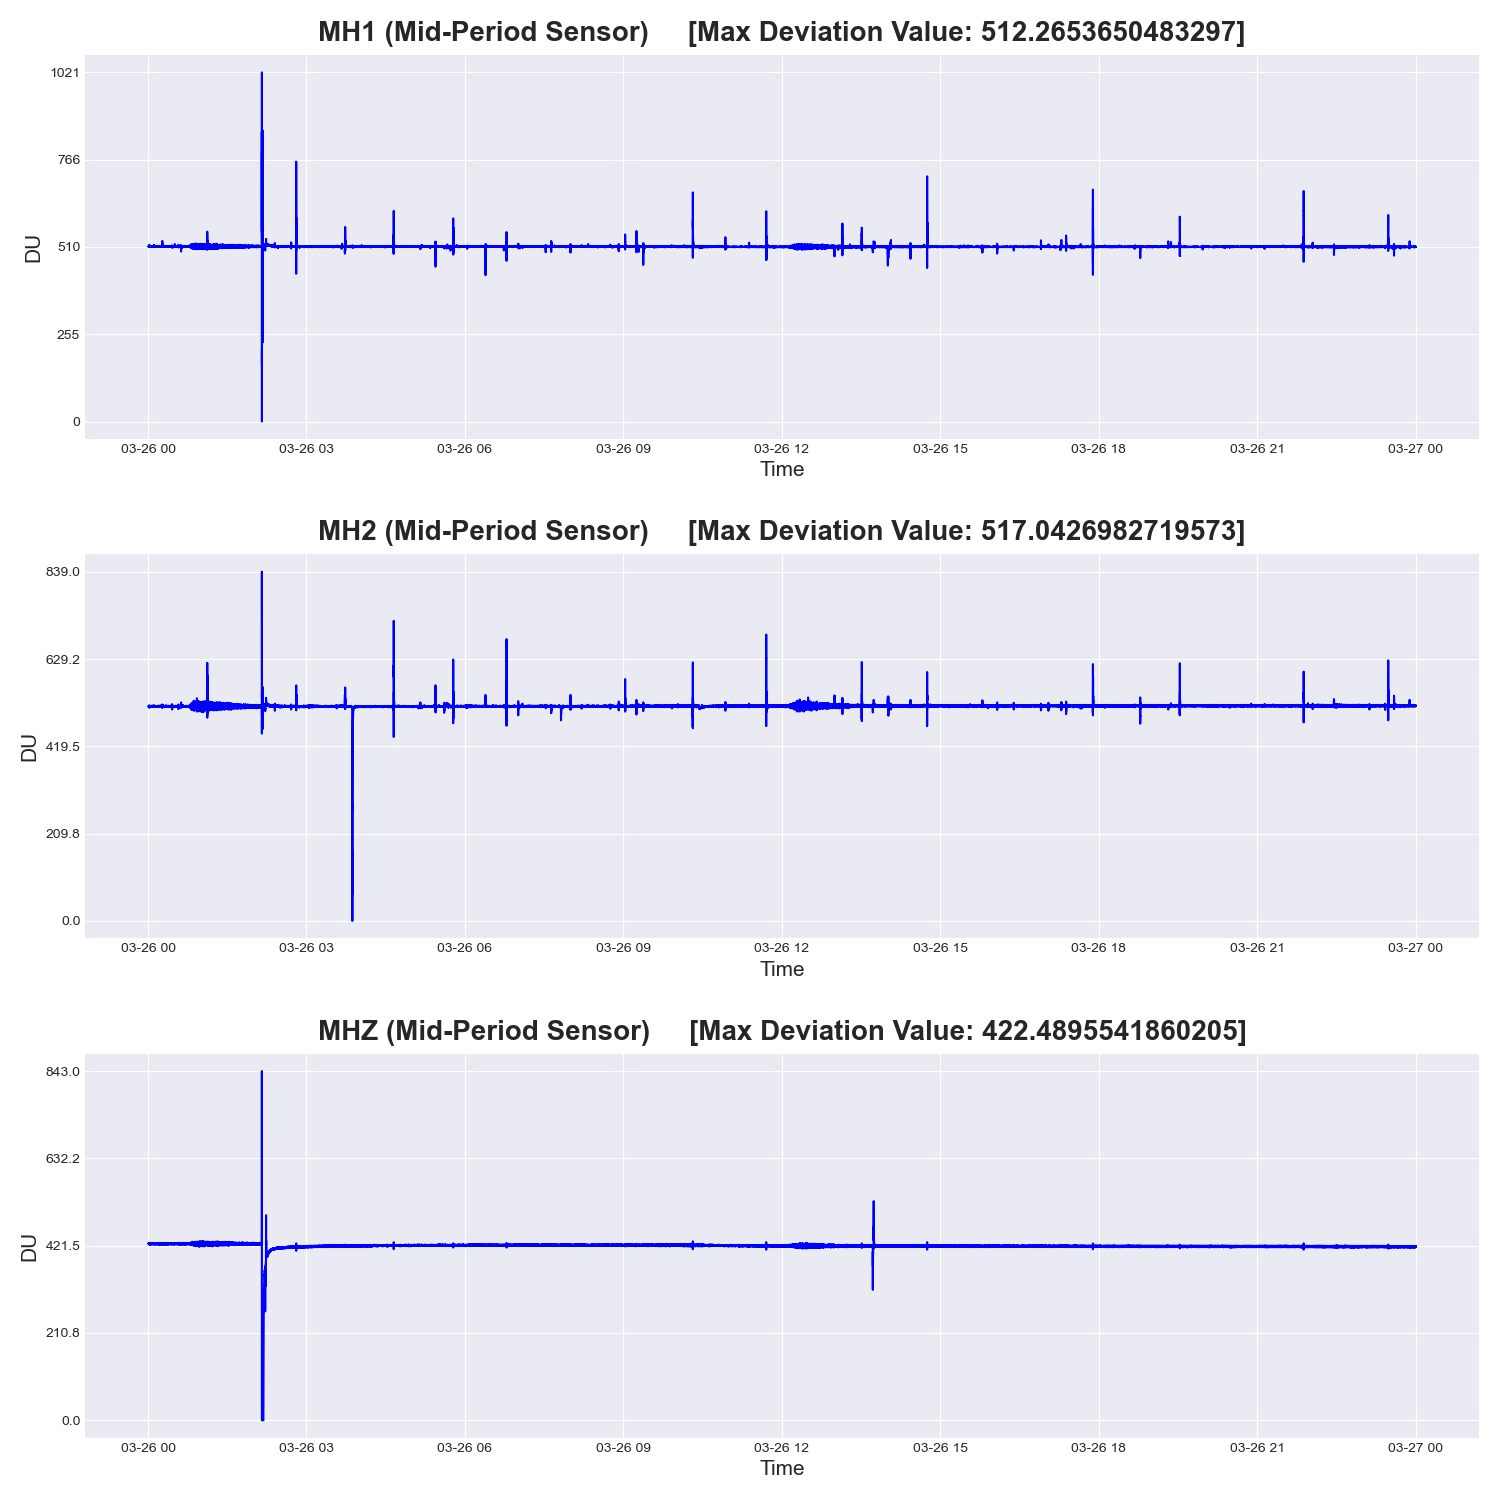 MH1 (Mid-Period Sensor) [Max Deviation Value: 512.2653650483297]
1021
766
510
255
0
DU
03-26 00 03-26 03 03-26 06 03-26 09 03-26 12 03-26 15 03-26 18 03-26 21 03-27 00
Time
MH2 (Mid-Period Sensor) [Max Deviation Value: 517.0426982719573]
839.0
629.2
419.5
209.8
0.0
DU
03-26 00 03-26 03 03-26 06 03-26 09 03-26 12 03-26 15 03-26 18 03-26 21 03-27 00
Time
MHZ (Mid-Period Sensor) [Max Deviation Value: 422.4895541860205]
843.0
632.2
421.5
210.8
0.0
DU
03-26 00 03-26 03 03-26 06 03-26 09 03-26 12 03-26 15 03-26 18 03-26 21 03-27 00
Time